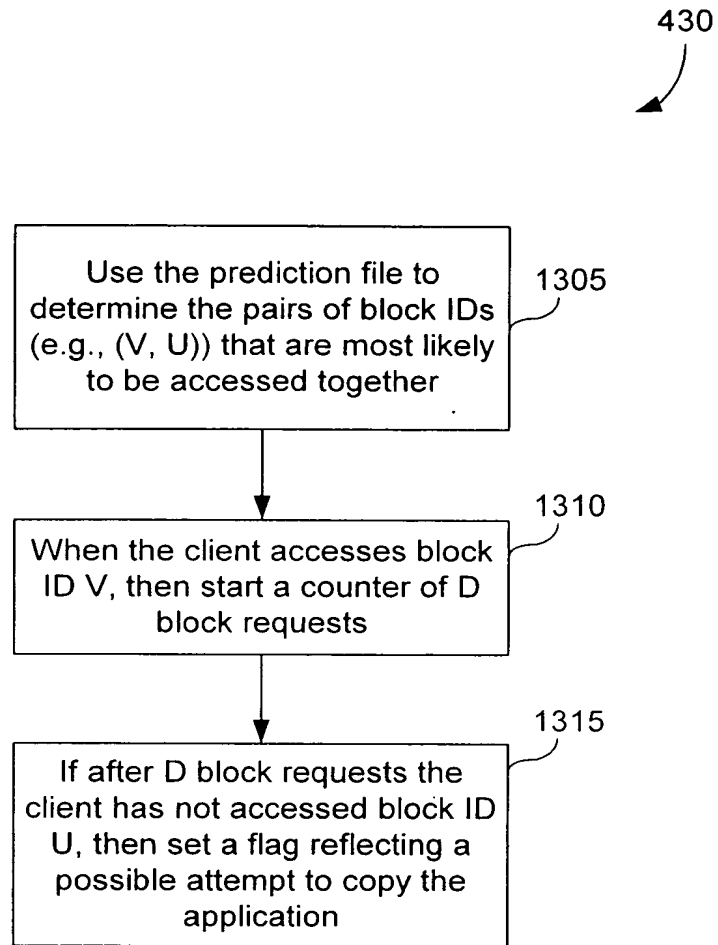 430
Use the prediction file to
determine the pairs of block IDs
(e.g., (V, U)) that are most likely
to be accessed together
1305
When the client accesses block
ID V, then start a counter of D
block requests
1310
If after D block requests the
client has not accessed block ID
U, then set a flag reflecting a
possible attempt to copy the
application
1315